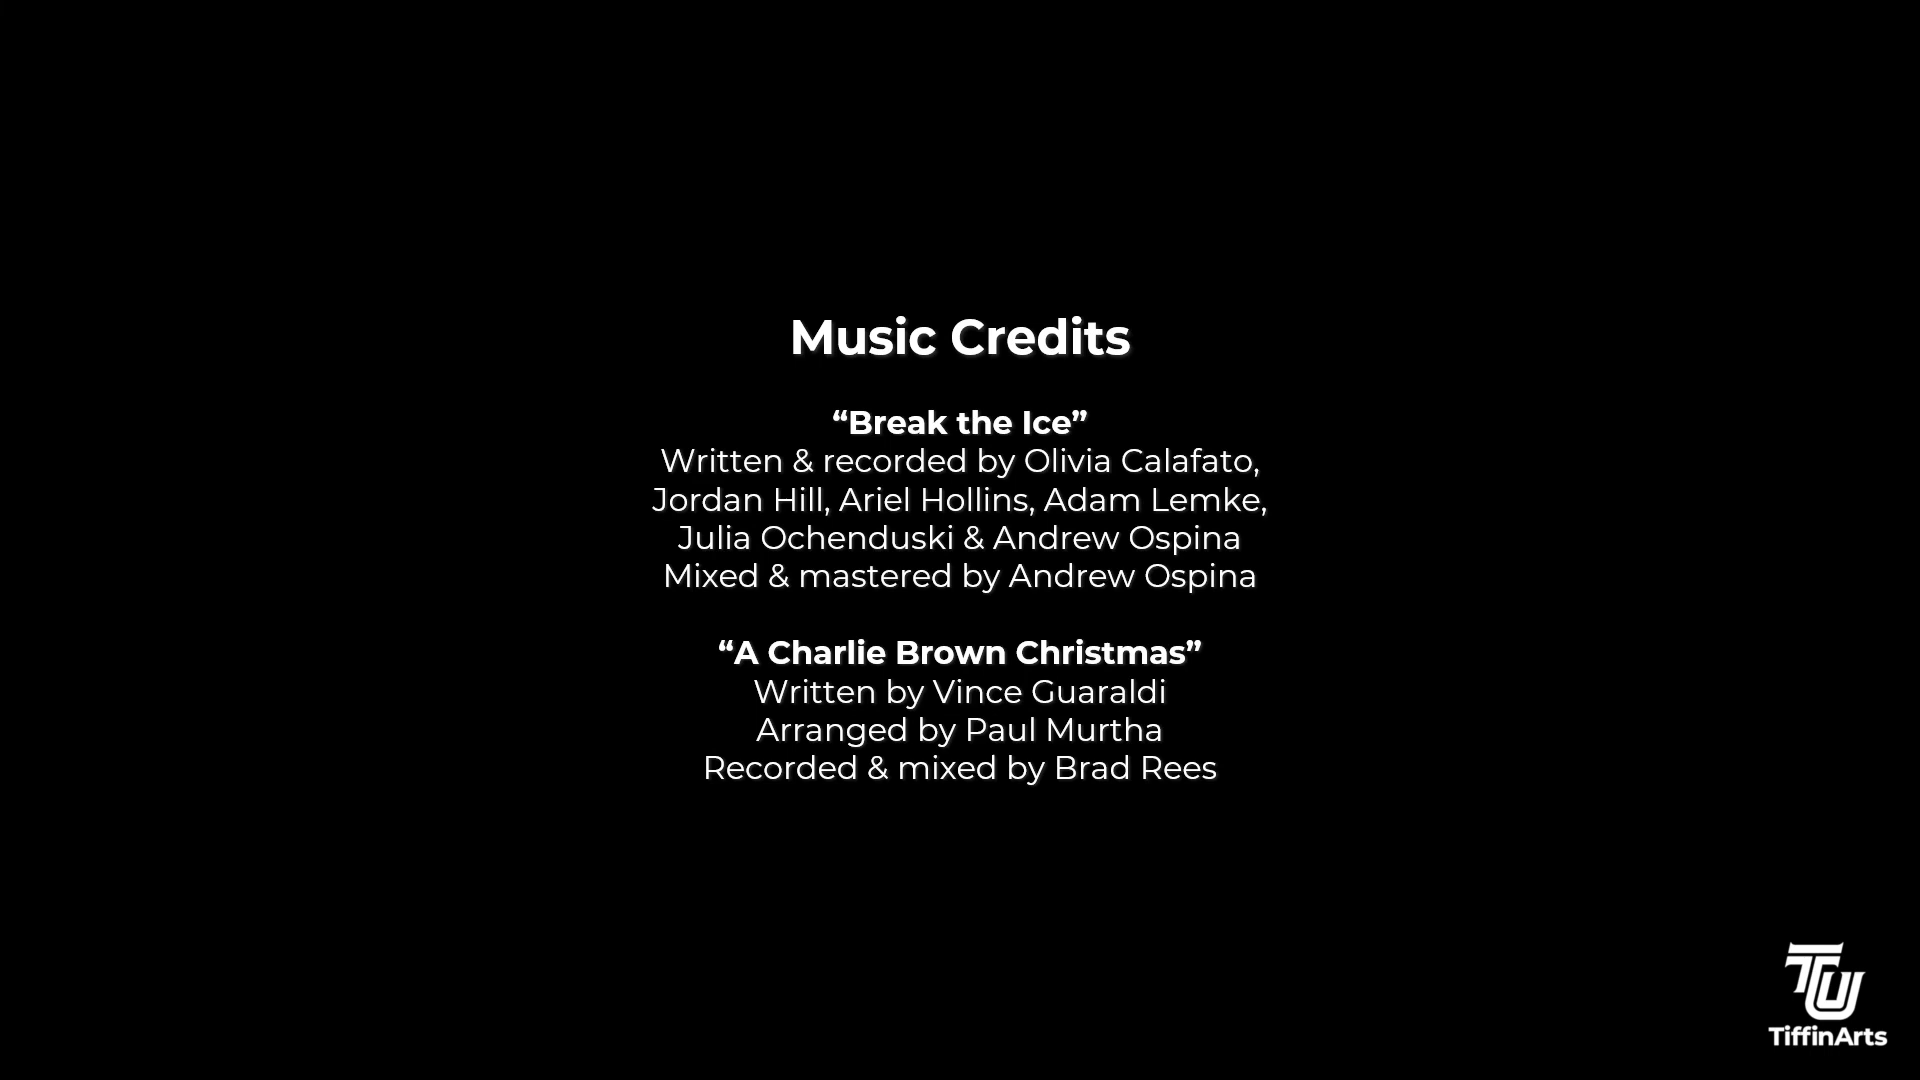 Music Credits
“Break the Ice”
Written & recorded by Olivia Calafato,
Jordan Hill, Ariel Hollins, Adam Lemke,
Julia Ochenduski & Andrew Ospina
Mixed & mastered by Andrew Ospina
“A Charlie Brown Christmas”
Written by Vince Guaraldi
Arranged by Paul Murtha
Recorded & mixed by Brad Rees
TU
TiffinArts